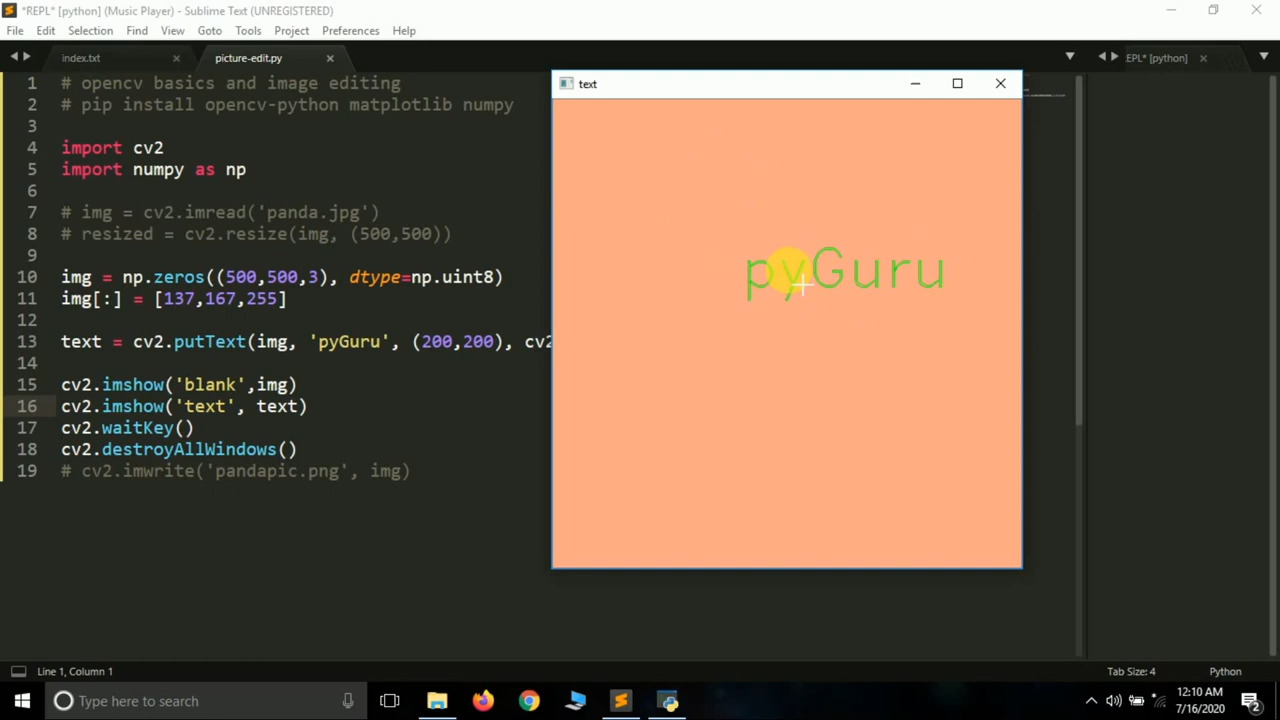 *REPL* [python] (Music Player) - Sublime Text (UNREGISTERED)
File Edit Selection Find View Goto Tools Project Preferences Help
index.txt picture-edit.py EPL* [python]
1 # opencv basics and image editing
2 # pip install opencv-python matplotlib numpy
3
4 import cv2
5 import numpy as np
6
7 # img = cv2.imread('panda.jpg')
8 # resized = cv2.resize(img, (500,500))
9
10 img = np.zeros((500,500,3), dtype=np.uint8)
11 img[:] = [137,167,255]
12
13 text = cv2.putText(img, 'pyGuru', (200,200), cv2
14
15 cv2.imshow('blank',img)
16 cv2.imshow('text', text)
17 cv2.waitKey()
18 cv2.destroyAllWindows()
19 # cv2.imwrite('pandapic.png', img)
text
pyGuru
Line 1, Column 1 Tab Size: 4 Python
Type here to search
12:10 AM
7/16/2020
2